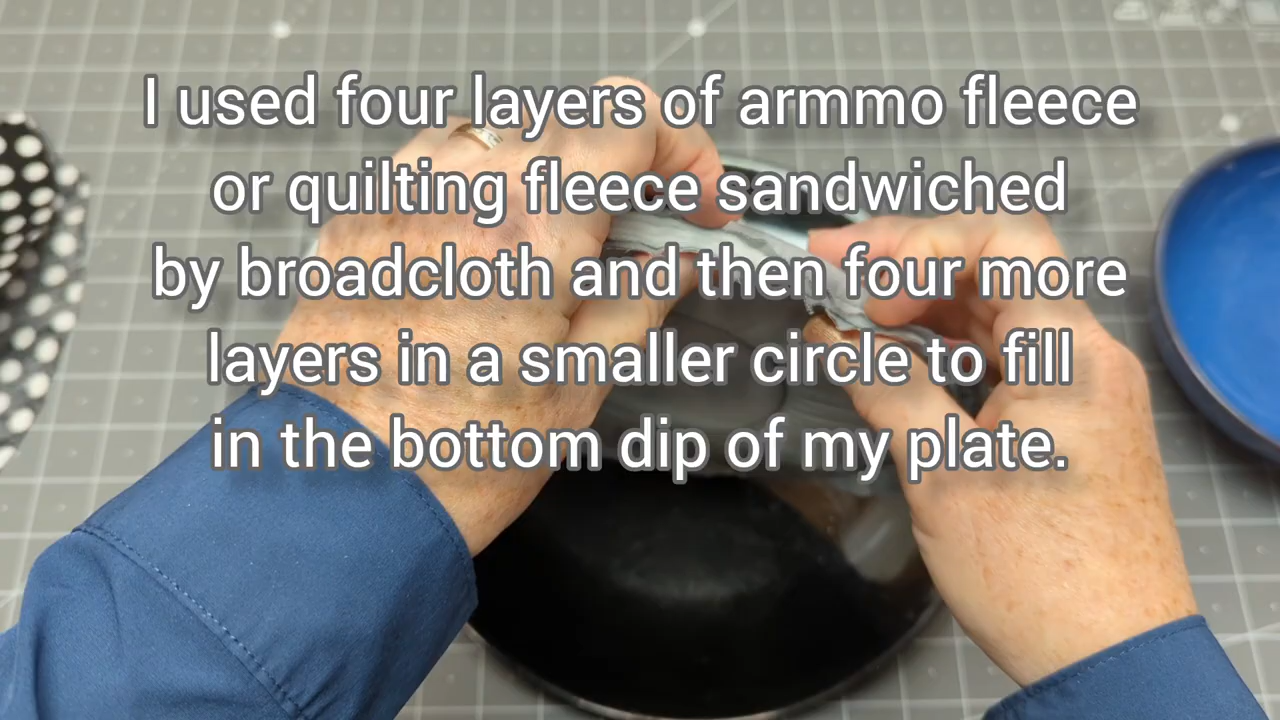 I used four layers of armmo fleece
or quilting fleece sandwiched
by broadcloth and then four more
layers in a smaller circle to fill
in the bottom dip of my plate.